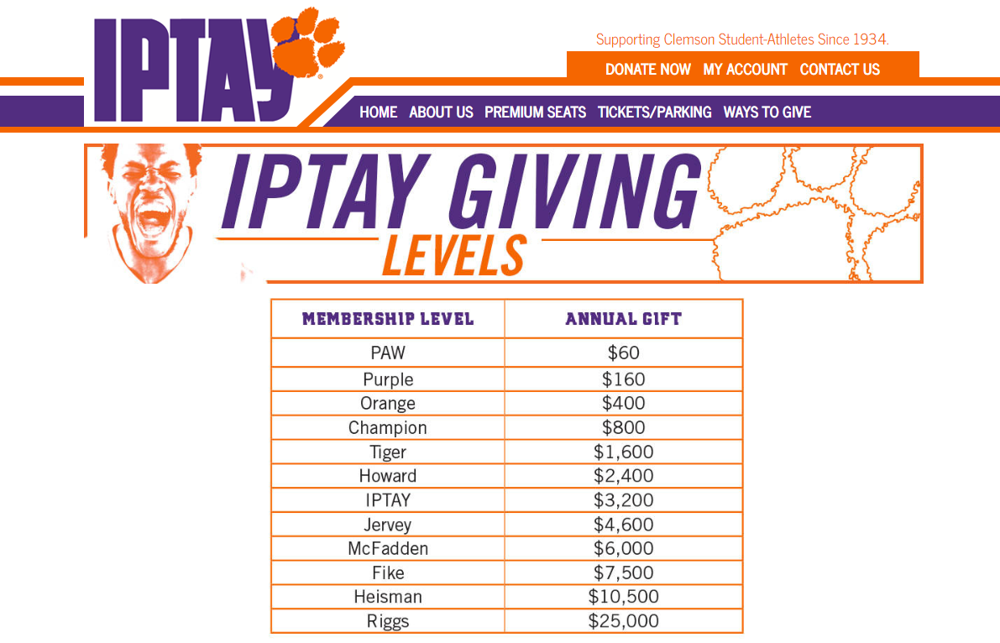 IPTAY
®
Supporting Clemson Student-Athletes Since 1934.
DONATE NOW MY ACCOUNT CONTACT US
HOME ABOUT US PREMIUM SEATS TICKETS/PARKING WAYS TO GIVE
IPTAY GIVING
LEVELS
MEMBERSHIP LEVEL ANNUAL GIFT
PAW $60
Purple $160
Orange $400
Champion $800
Tiger $1,600
Howard $2,400
IPTAY $3,200
Jervey $4,600
McFadden $6,000
Fike $7,500
Heisman $10,500
Riggs $25,000